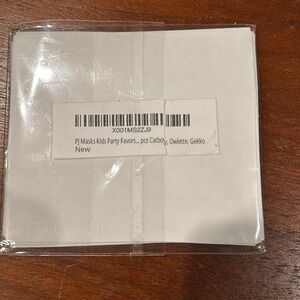 X001MS2ZJ9
PJ Masks Kids Party Favors... pcs Catboy, Owlette, Gekko
New